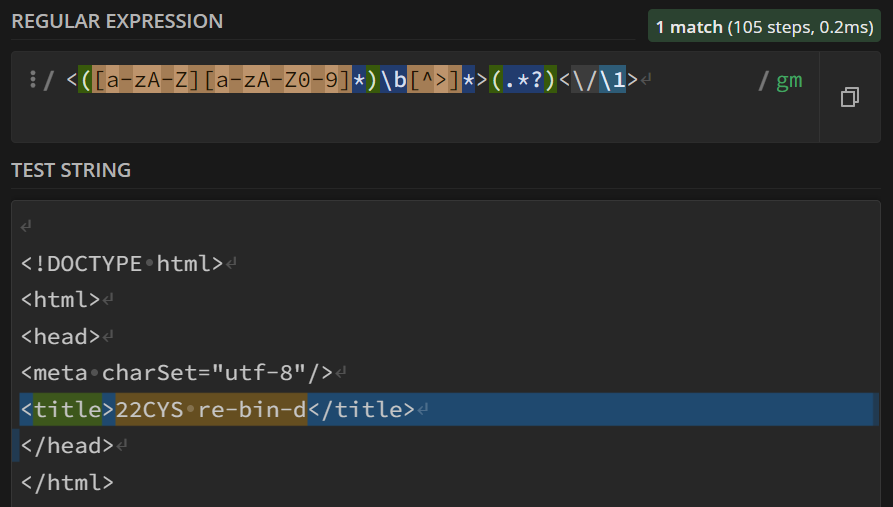 REGULAR EXPRESSION
1 match (105 steps, 0.2ms)
/ <([a-zA-Z][a-zA-Z0-9]*)\b[^>]*>(.*?)<\/\1>↵ / gm
TEST STRING
↵
<!DOCTYPE·html>↵
<html>↵
<head>↵
<meta·charSet="utf-8"/>↵
<title>22CYS·re-bin-d</title>↵
</head>↵
</html>